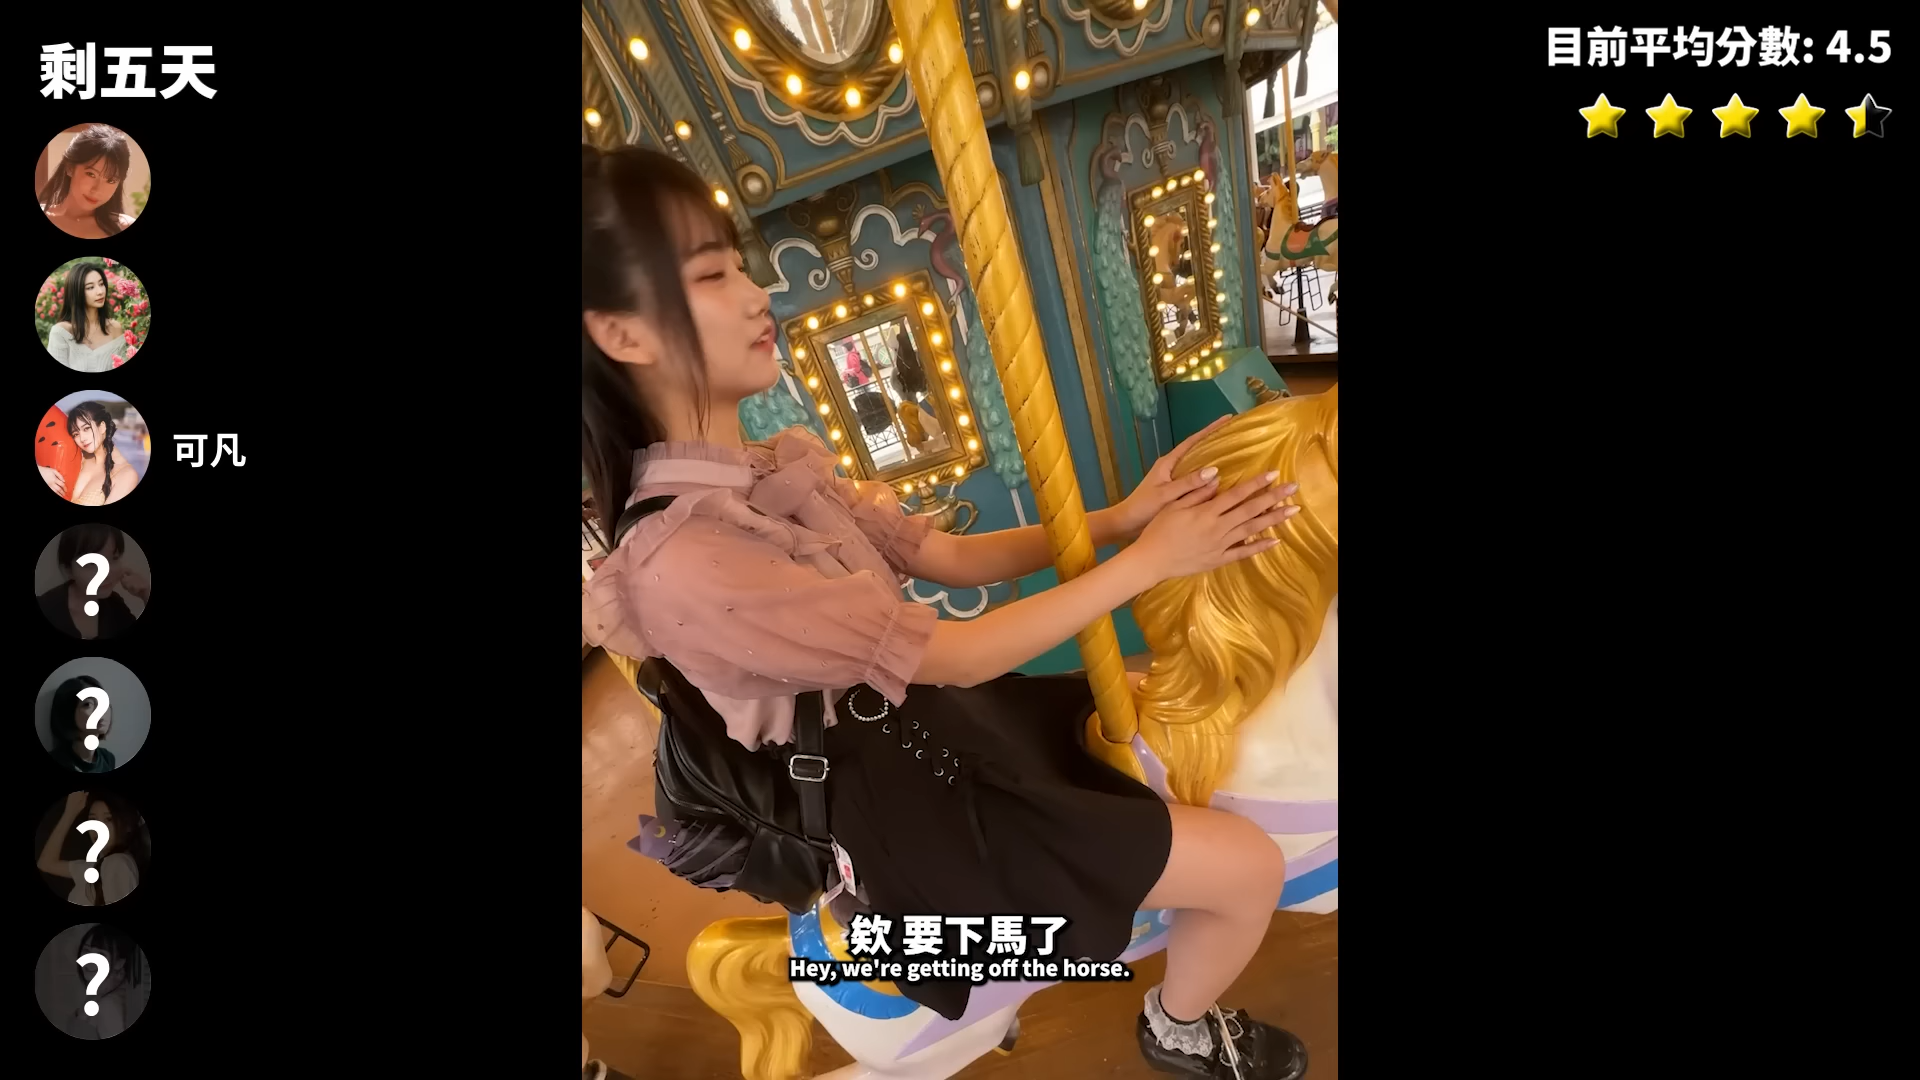 剩五天
目前平均分數: 4.5
可凡
?
?
?
?
欸 要下馬了
Hey, we're getting off the horse.